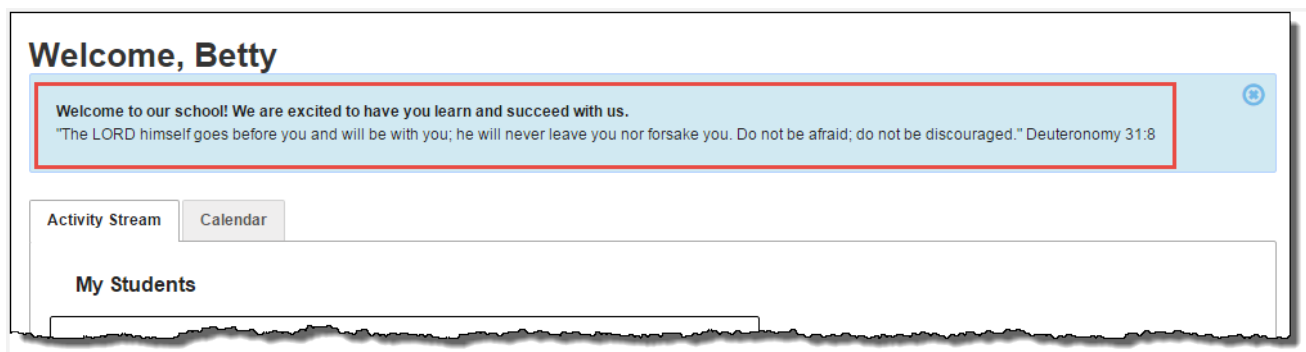 Welcome, Betty
Welcome to our school! We are excited to have you learn and succeed with us.
"The LORD himself goes before you and will be with you; he will never leave you nor forsake you. Do not be afraid; do not be discouraged." Deuteronomy 31:8
Activity Stream
Calendar
My Students